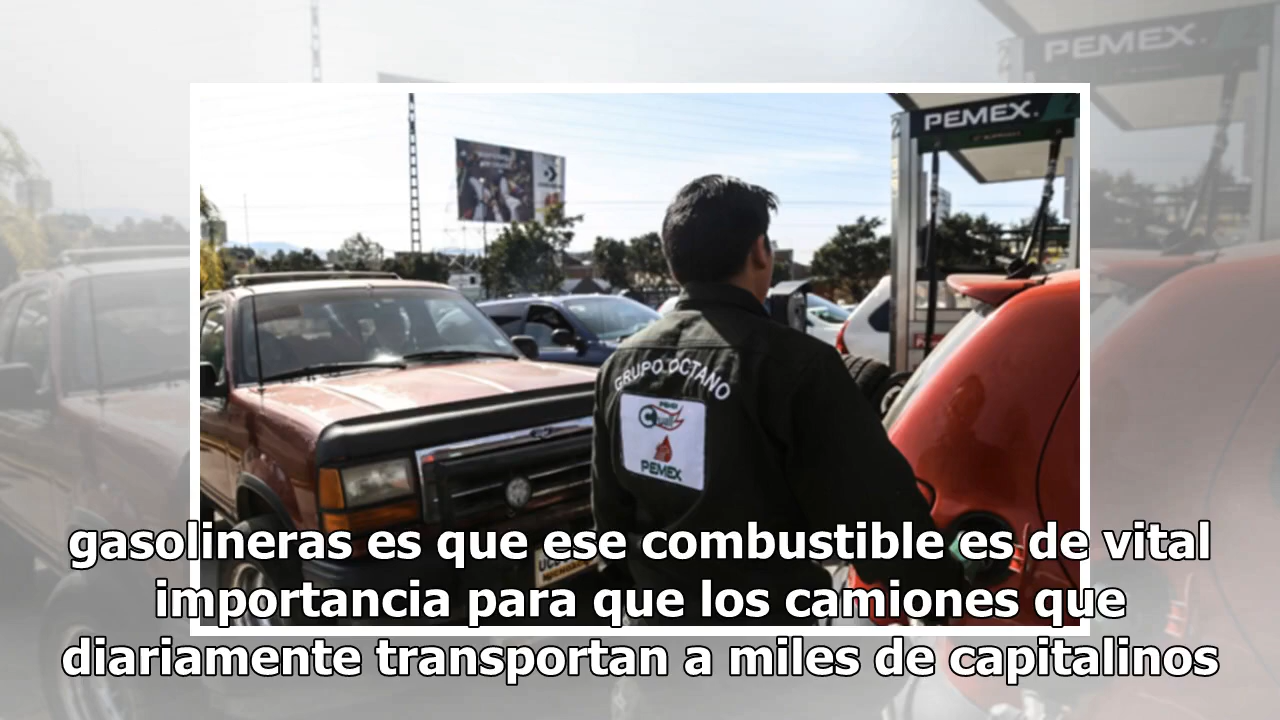 PEMEX
PEMEX
GRUPO OCTANO
PEMEX
gasolineras es que ese combustible es de vital
importancia para que los camiones que
diariamente transportan a miles de capitalinos